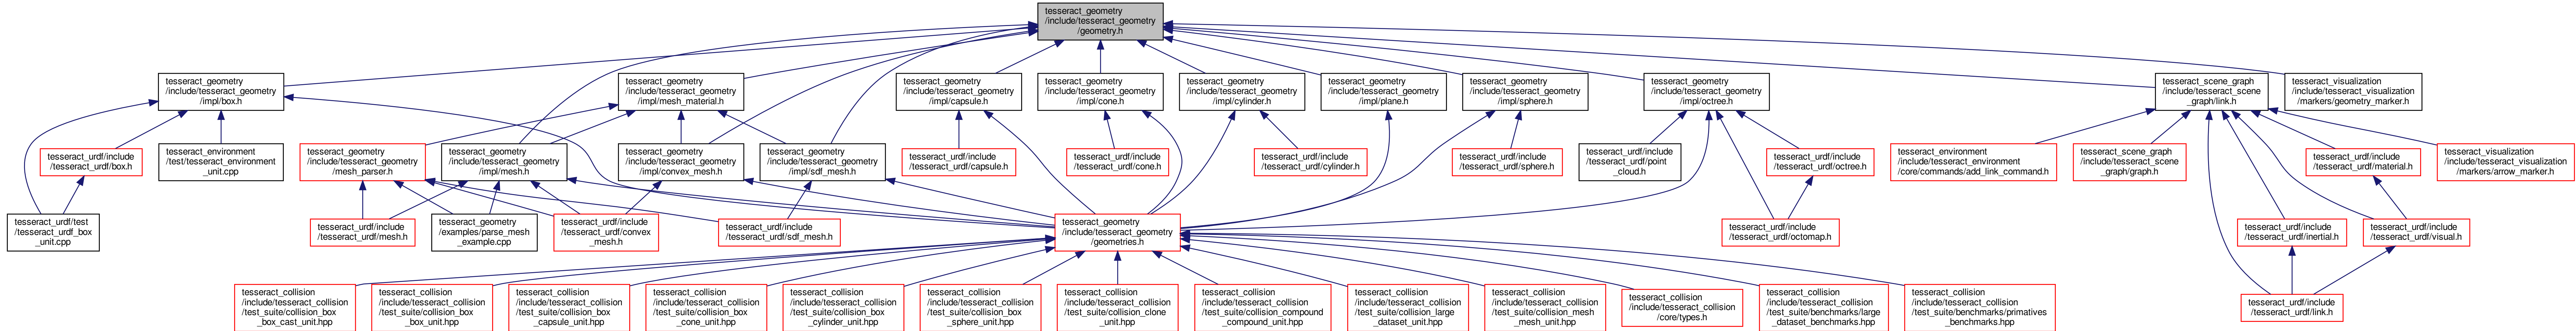 tesseract_geometry
/include/tesseract_geometry
/geometry.h
tesseract_geometry
/include/tesseract_geometry
/impl/box.h
tesseract_geometry
/include/tesseract_geometry
/impl/mesh_material.h
tesseract_geometry
/include/tesseract_geometry
/impl/capsule.h
tesseract_geometry
/include/tesseract_geometry
/impl/cone.h
tesseract_geometry
/include/tesseract_geometry
/impl/cylinder.h
tesseract_geometry
/include/tesseract_geometry
/impl/plane.h
tesseract_geometry
/include/tesseract_geometry
/impl/sphere.h
tesseract_geometry
/include/tesseract_geometry
/impl/octree.h
tesseract_scene_graph
/include/tesseract_scene
_graph/link.h
tesseract_visualization
/include/tesseract_visualization
/markers/geometry_marker.h
tesseract_urdf/include
/tesseract_urdf/box.h
tesseract_environment
/test/tesseract_environment
_unit.cpp
tesseract_geometry
/include/tesseract_geometry
/mesh_parser.h
tesseract_geometry
/include/tesseract_geometry
/impl/mesh.h
tesseract_geometry
/include/tesseract_geometry
/impl/convex_mesh.h
tesseract_geometry
/include/tesseract_geometry
/impl/sdf_mesh.h
tesseract_urdf/include
/tesseract_urdf/capsule.h
tesseract_urdf/include
/tesseract_urdf/cone.h
tesseract_urdf/include
/tesseract_urdf/cylinder.h
tesseract_urdf/include
/tesseract_urdf/sphere.h
tesseract_urdf/include
/tesseract_urdf/point
_cloud.h
tesseract_urdf/include
/tesseract_urdf/octree.h
tesseract_environment
/include/tesseract_environment
/core/commands/add_link_command.h
tesseract_scene_graph
/include/tesseract_scene
_graph/graph.h
tesseract_urdf/include
/tesseract_urdf/material.h
tesseract_visualization
/include/tesseract_visualization
/markers/arrow_marker.h
tesseract_urdf/test
/tesseract_urdf_box
_unit.cpp
tesseract_urdf/include
/tesseract_urdf/mesh.h
tesseract_geometry
/examples/parse_mesh
_example.cpp
tesseract_urdf/include
/tesseract_urdf/convex
_mesh.h
tesseract_urdf/include
/tesseract_urdf/sdf_mesh.h
tesseract_geometry
/include/tesseract_geometry
/geometries.h
tesseract_urdf/include
/tesseract_urdf/octomap.h
tesseract_urdf/include
/tesseract_urdf/inertial.h
tesseract_urdf/include
/tesseract_urdf/visual.h
tesseract_collision
/include/tesseract_collision
/test_suite/collision_box
_box_cast_unit.hpp
tesseract_collision
/include/tesseract_collision
/test_suite/collision_box
_box_unit.hpp
tesseract_collision
/include/tesseract_collision
/test_suite/collision_box
_capsule_unit.hpp
tesseract_collision
/include/tesseract_collision
/test_suite/collision_box
_cone_unit.hpp
tesseract_collision
/include/tesseract_collision
/test_suite/collision_box
_cylinder_unit.hpp
tesseract_collision
/include/tesseract_collision
/test_suite/collision_box
_sphere_unit.hpp
tesseract_collision
/include/tesseract_collision
/test_suite/collision_clone
_unit.hpp
tesseract_collision
/include/tesseract_collision
/test_suite/collision_compound
_compound_unit.hpp
tesseract_collision
/include/tesseract_collision
/test_suite/collision_large
_dataset_unit.hpp
tesseract_collision
/include/tesseract_collision
/test_suite/collision_mesh
_mesh_unit.hpp
tesseract_collision
/include/tesseract_collision
/core/types.h
tesseract_collision
/include/tesseract_collision
/test_suite/benchmarks/large
_dataset_benchmarks.hpp
tesseract_collision
/include/tesseract_collision
/test_suite/benchmarks/primatives
_benchmarks.hpp
tesseract_urdf/include
/tesseract_urdf/link.h